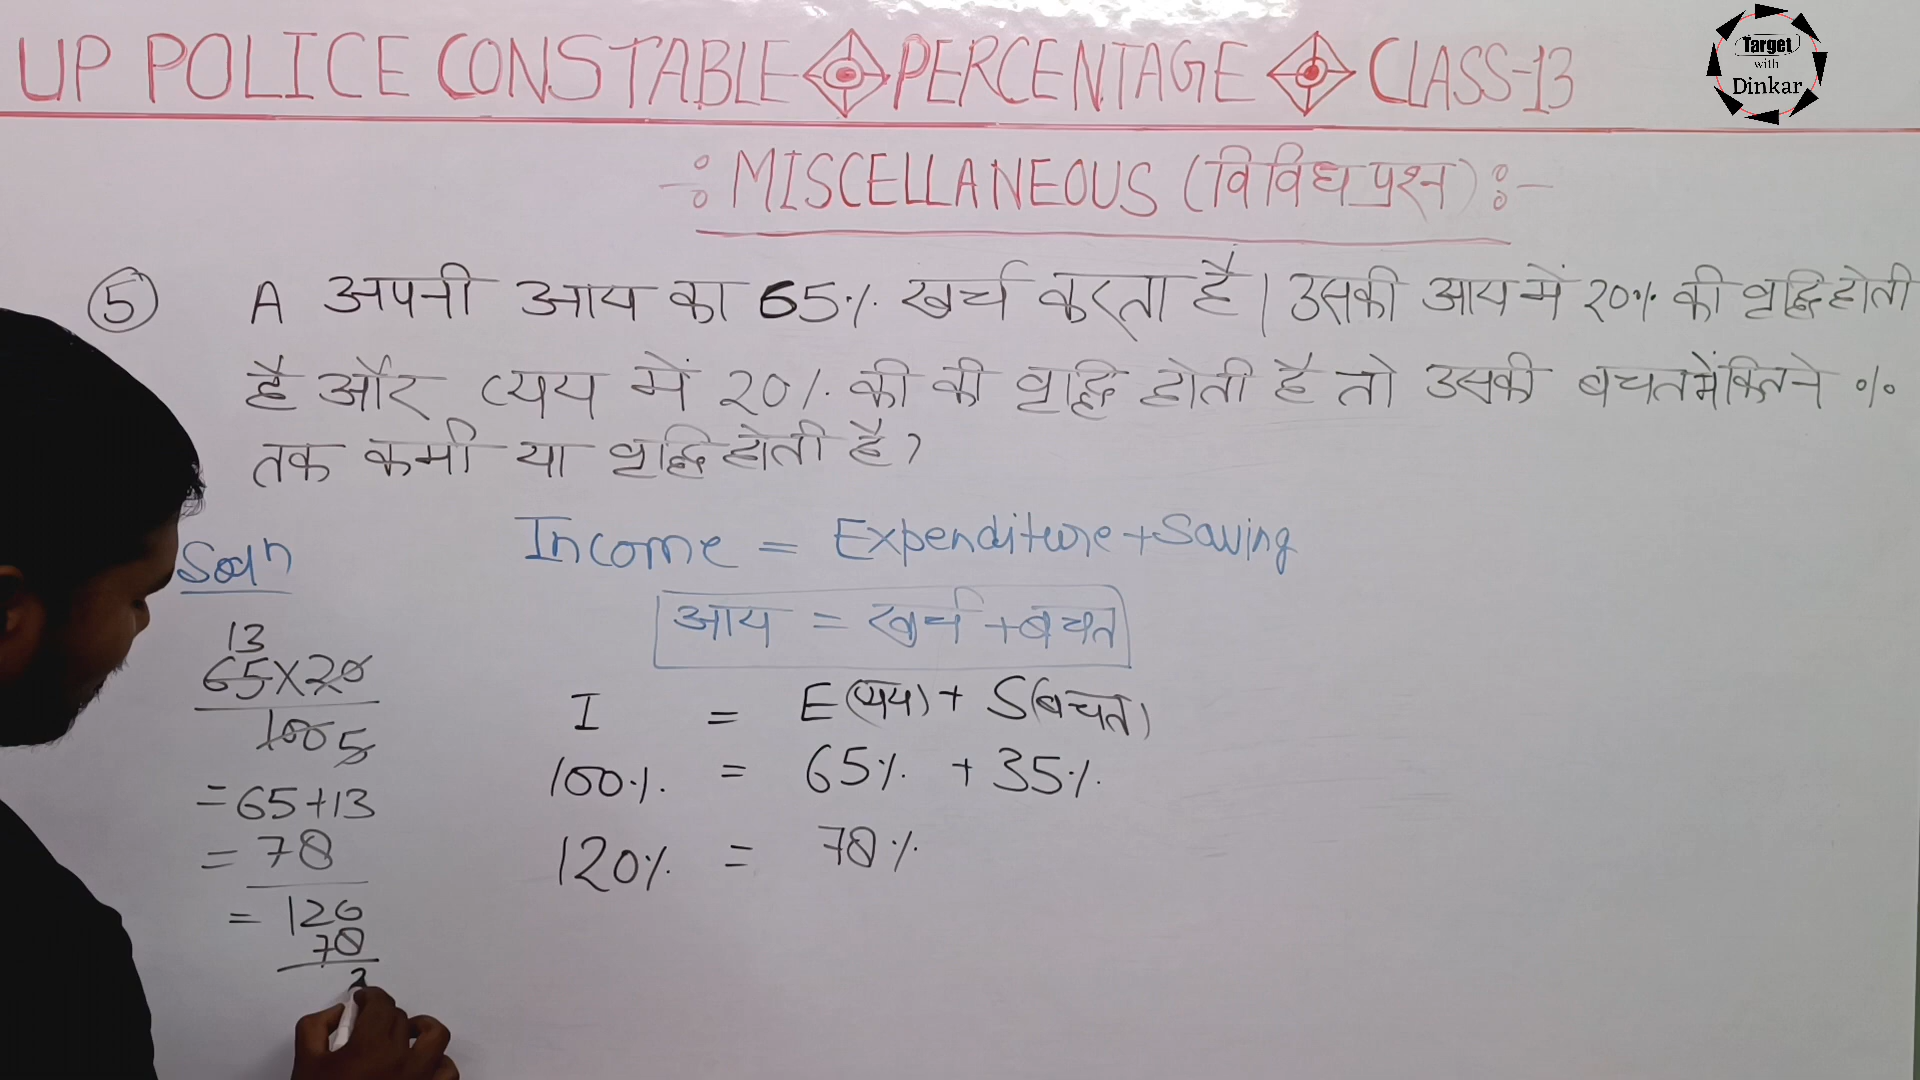 UP POLICE CONSTABLE PERCENTAGE CLASS-13
Target
with
Dinkar
-: MISCELLANEOUS (विविध प्रश्न) :-
5 A अपनी आय का 65% खर्च करता है। उसकी आय में 20% की वृद्धि होती
है और व्यय में 20% की की वृद्धि होती है तो उसकी बचत में कितने %
तक कमी या वृद्धि होती है?
Income = Expenditure + Saving
Soln
आय = खर्च + बचत
13
65×20
100 5
= 65+13
= 78
= 120
78
2
I = E(व्यय) + S(बचत)
100% = 65% + 35%
120% = 78%